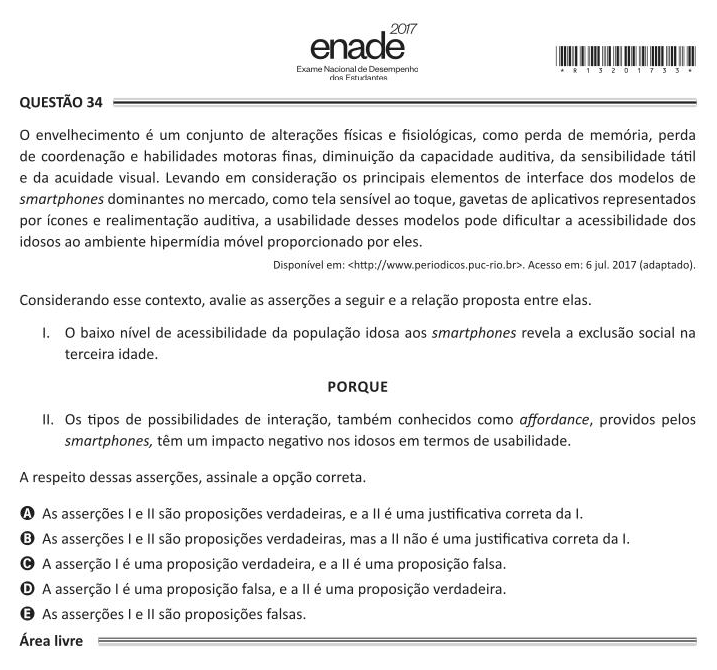 2017
enade
Exame Nacional de Desempenho
dos Estudantes
* R 1 3 2 0 1 7 3 3 *
QUESTÃO 34
O envelhecimento é um conjunto de alterações físicas e fisiológicas, como perda de memória, perda
de coordenação e habilidades motoras finas, diminuição da capacidade auditiva, da sensibilidade tátil
e da acuidade visual. Levando em consideração os principais elementos de interface dos modelos de
smartphones dominantes no mercado, como tela sensível ao toque, gavetas de aplicativos representados
por ícones e realimentação auditiva, a usabilidade desses modelos pode dificultar a acessibilidade dos
idosos ao ambiente hipermídia móvel proporcionado por eles.
Disponível em: <http://www.periodicos.puc-rio.br>. Acesso em: 6 jul. 2017 (adaptado).
Considerando esse contexto, avalie as asserções a seguir e a relação proposta entre elas.
I. O baixo nível de acessibilidade da população idosa aos smartphones revela a exclusão social na
terceira idade.
PORQUE
II. Os tipos de possibilidades de interação, também conhecidos como affordance, providos pelos
smartphones, têm um impacto negativo nos idosos em termos de usabilidade.
A respeito dessas asserções, assinale a opção correta.
A As asserções I e II são proposições verdadeiras, e a II é uma justificativa correta da I.
B As asserções I e II são proposições verdadeiras, mas a II não é uma justificativa correta da I.
C A asserção I é uma proposição verdadeira, e a II é uma proposição falsa.
D A asserção I é uma proposição falsa, e a II é uma proposição verdadeira.
E As asserções I e II são proposições falsas.
Área livre